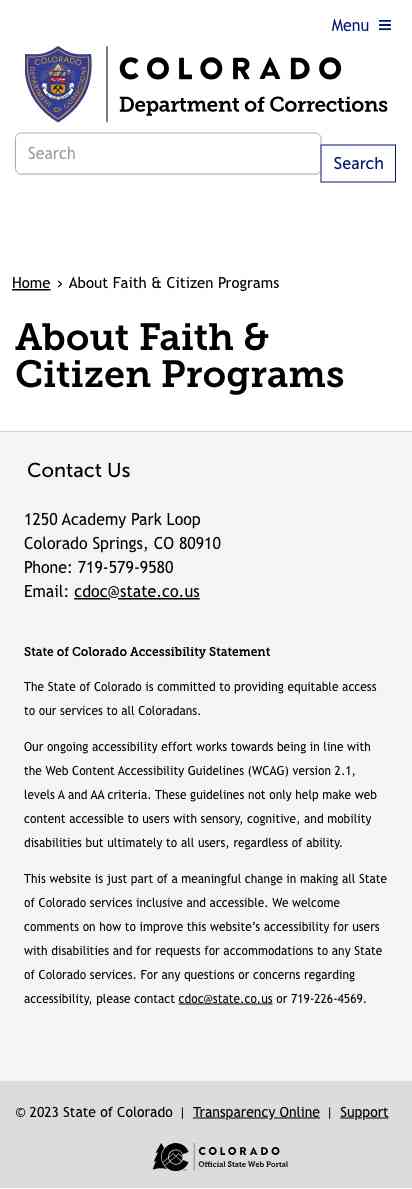 Menu
COLORADO
DEPARTMENT OF CORRECTIONS
COLORADO
Department of Corrections
Search
Search
Home › About Faith & Citizen Programs
About Faith &
Citizen Programs
Contact Us
1250 Academy Park Loop
Colorado Springs, CO 80910
Phone: 719-579-9580
Email: cdoc@state.co.us
State of Colorado Accessibility Statement
The State of Colorado is committed to providing equitable access
to our services to all Coloradans.
Our ongoing accessibility effort works towards being in line with
the Web Content Accessibility Guidelines (WCAG) version 2.1,
levels A and AA criteria. These guidelines not only help make web
content accessible to users with sensory, cognitive, and mobility
disabilities but ultimately to all users, regardless of ability.
This website is just part of a meaningful change in making all State
of Colorado services inclusive and accessible. We welcome
comments on how to improve this website’s accessibility for users
with disabilities and for requests for accommodations to any State
of Colorado services. For any questions or concerns regarding
accessibility, please contact cdoc@state.co.us or 719-226-4569.
© 2023 State of Colorado | Transparency Online | Support
COLORADO
Official State Web Portal